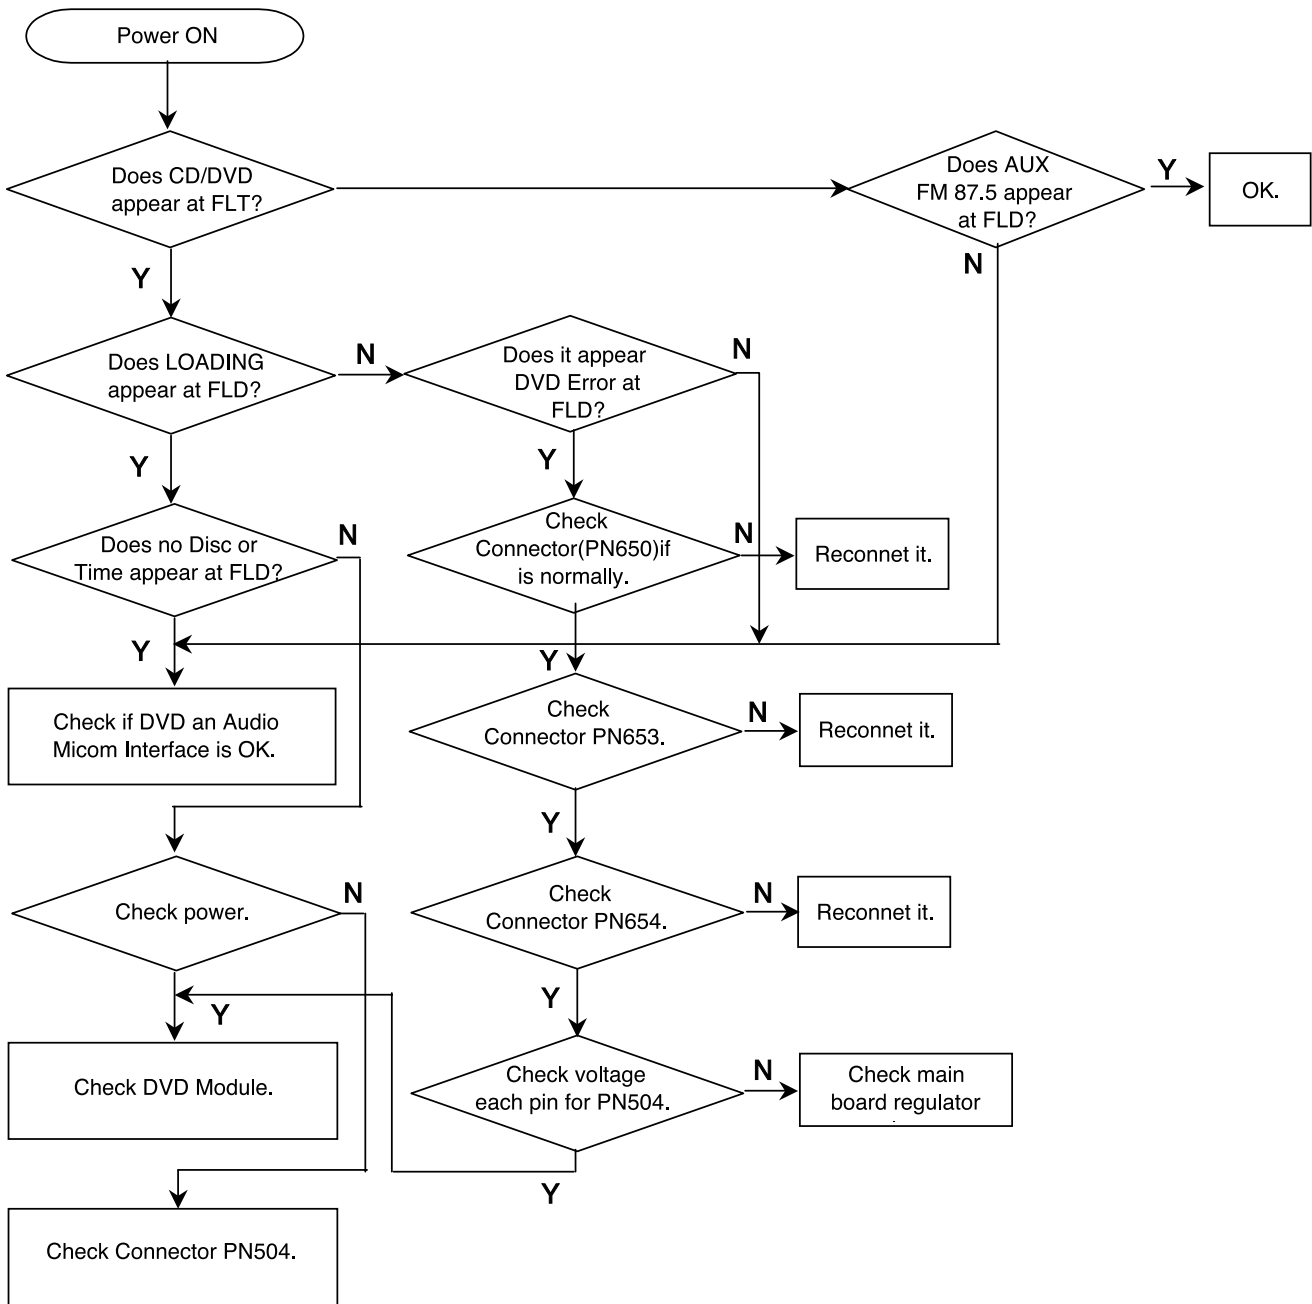 Power ON
Does CD/DVD
appear at FLT?
Does AUX
FM 87.5 appear
at FLD?
Y
OK.
Y
N
Does LOADING
appear at FLD?
N
Does it appear
DVD Error at
FLD?
N
Y
Y
Does no Disc or
Time appear at FLD?
N
Check
Connector(PN650)if
is normally.
N
Reconnet it.
Y
Y
Check if DVD an Audio
Micom Interface is OK.
Check
Connector PN653.
N
Reconnet it.
Y
Check power.
N
Check
Connector PN654.
N
Reconnet it.
Y
Y
Check DVD Module.
Check voltage
each pin for PN504.
N
Check main
board regulator
Y
Check Connector PN504.